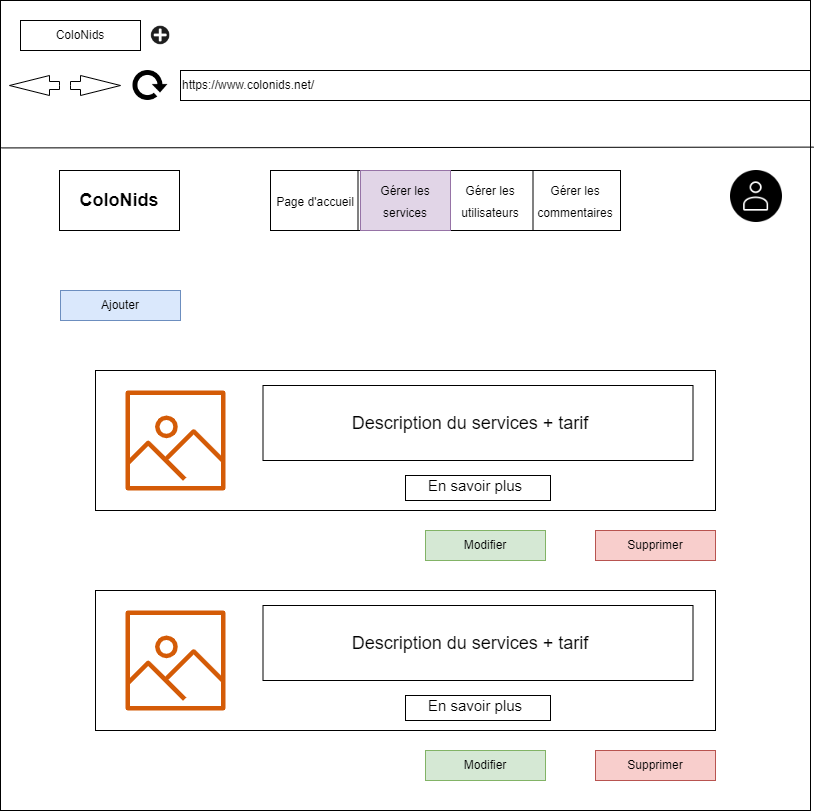 ColoNids
https://www.colonids.net/
ColoNids
Page d'accueil
Gérer les
services
Gérer les
utilisateurs
Gérer les
commentaires
Ajouter
Description du services + tarif
En savoir plus
Modifier
Supprimer
Description du services + tarif
En savoir plus
Modifier
Supprimer